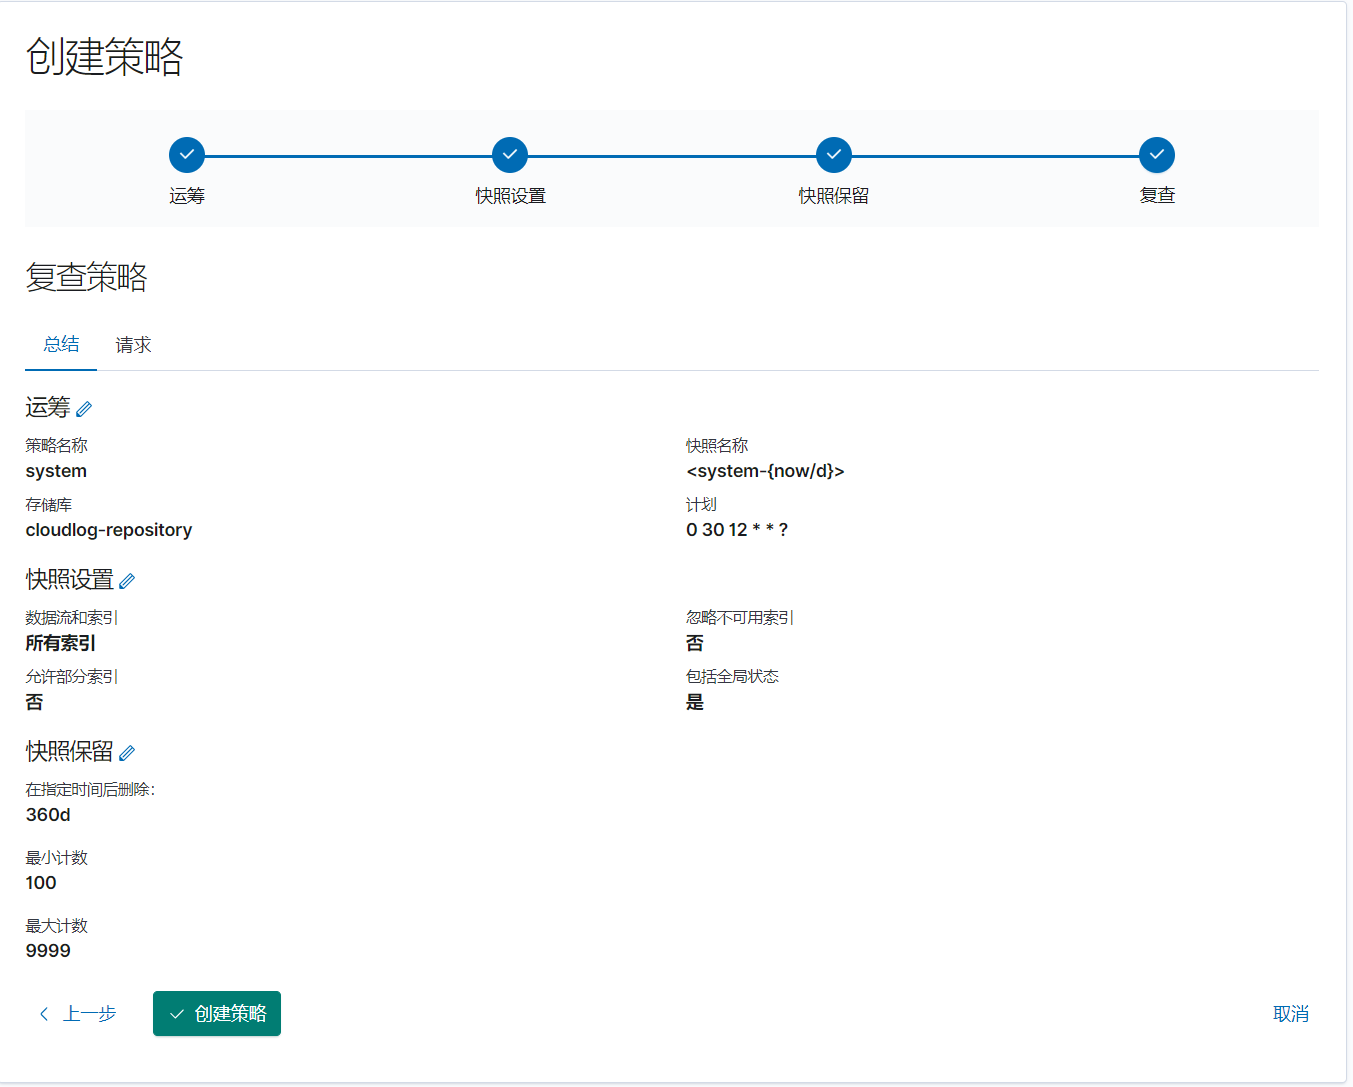 创建策略
运筹
快照设置
快照保留
复查
复查策略
总结 请求
运筹
策略名称
system
快照名称
<system-{now/d}>
存储库
cloudlog-repository
计划
0 30 12 * * ?
快照设置
数据流和索引
所有索引
忽略不可用索引
否
允许部分索引
否
包括全局状态
是
快照保留
在指定时间后删除:
360d
最小计数
100
最大计数
9999
上一步 创建策略 取消